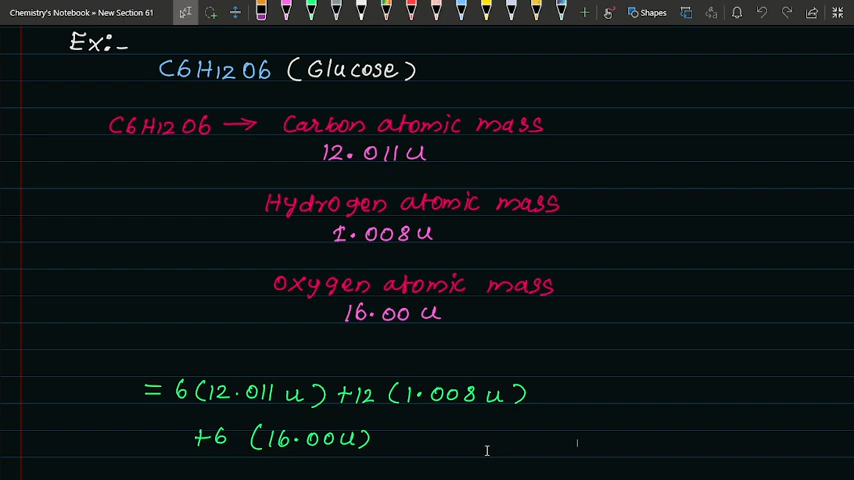 Chemistry's Notebook » New Section 61
Shapes
Ex:-
C6H12O6 (Glucose)
C6H12O6 → Carbon atomic mass
12.011u
Hydrogen atomic mass
1.008u
Oxygen atomic mass
16.00 u
= 6(12.011 u) +12 (1.008 u)
+6 (16.00u)